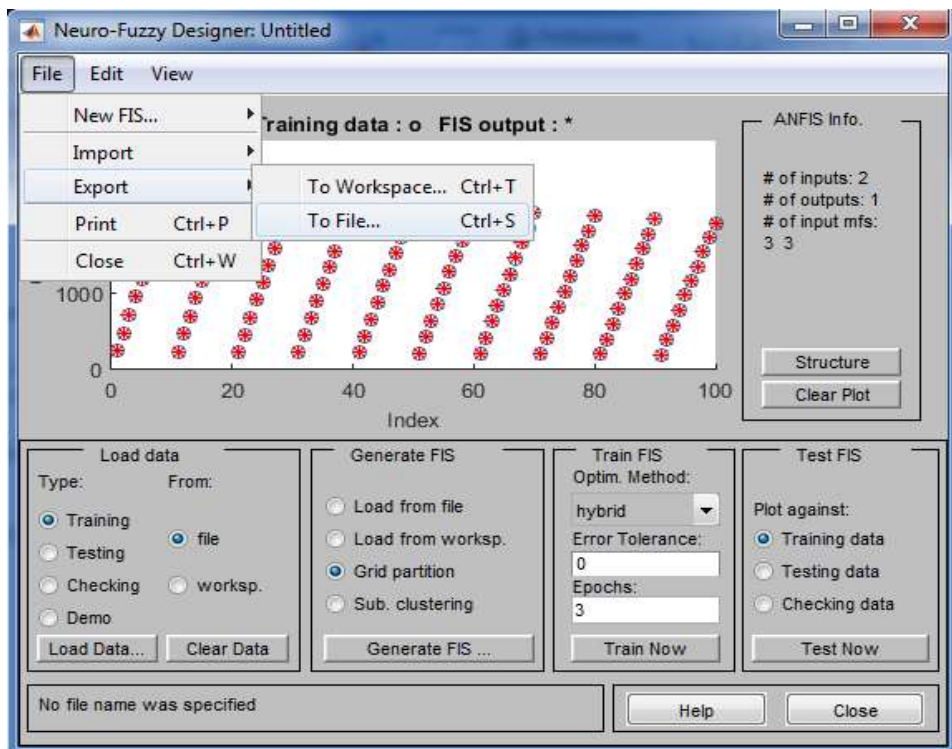 Neuro-Fuzzy Designer: Untitled
File Edit View
New FIS...
Import
Export
Print Ctrl+P
Close Ctrl+W
To Workspace... Ctrl+T
To File... Ctrl+S
Training data : o FIS output : *
1000
0
0 20 40 60 80 100
Index
ANFIS Info.
# of inputs: 2
# of outputs: 1
# of input mfs:
3 3
Structure
Clear Plot
Load data
Type: From:
Training
Testing
Checking
Demo
file
worksp.
Load Data... Clear Data
Generate FIS
Load from file
Load from worksp.
Grid partition
Sub. clustering
Generate FIS ...
Train FIS
Optim. Method:
hybrid
Error Tolerance:
0
Epochs:
3
Train Now
Test FIS
Plot against:
Training data
Testing data
Checking data
Test Now
No file name was specified
Help Close